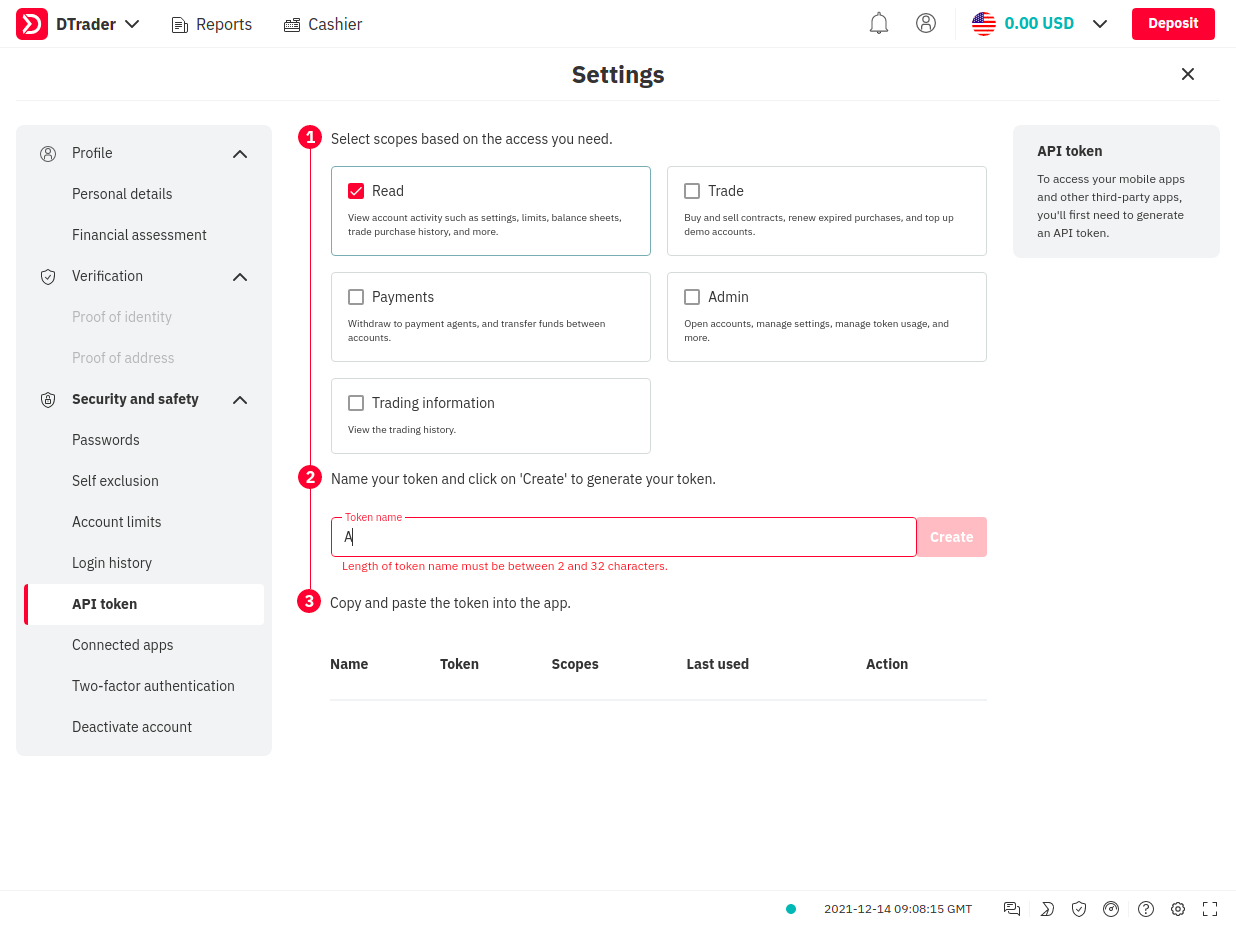 DTrader
Reports
Cashier
0.00 USD
Deposit
Settings
Profile
Personal details
Financial assessment
Verification
Proof of identity
Proof of address
Security and safety
Passwords
Self exclusion
Account limits
Login history
API token
Connected apps
Two-factor authentication
Deactivate account
1 Select scopes based on the access you need.
Read
View account activity such as settings, limits, balance sheets,
trade purchase history, and more.
Trade
Buy and sell contracts, renew expired purchases, and top up
demo accounts.
Payments
Withdraw to payment agents, and transfer funds between
accounts.
Admin
Open accounts, manage settings, manage token usage, and
more.
Trading information
View the trading history.
2 Name your token and click on 'Create' to generate your token.
Token name
A
Create
Length of token name must be between 2 and 32 characters.
3 Copy and paste the token into the app.
Name Token Scopes Last used Action
API token
To access your mobile apps
and other third-party apps,
you'll first need to generate
an API token.
2021-12-14 09:08:15 GMT